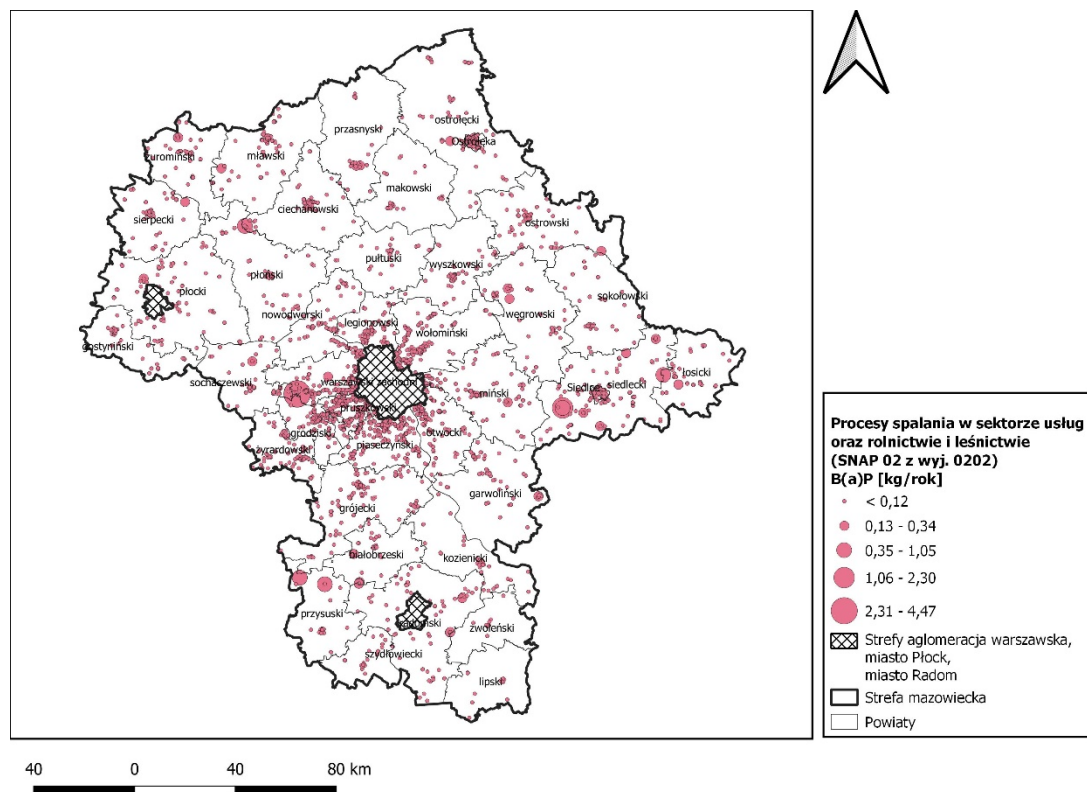 przasnyski
ostrołęcki
Ostrołęka
żuromiński
mławski
makowski
ciechanowski
sierpecki
ostrowski
pułtuski
wyszkowski
płoński
płocki
sokołowski
nowodworski
węgrowski
legionowski
wołomiński
gostyniński
sochaczewski
warszawski zachodni
Siedlce
siedlecki
łosicki
miński
pruszkowski
grodziski
otwocki
piaseczyński
żyrardowski
garwoliński
grójecki
białobrzeski
kozienicki
przysuski
radomski
zwoleński
szydłowiecki
lipski
Procesy spalania w sektorze usług
oraz rolnictwie i leśnictwie
(SNAP 02 z wyj. 0202)
B(a)P [kg/rok]
< 0,12
0,13 - 0,34
0,35 - 1,05
1,06 - 2,30
2,31 - 4,47
Strefy aglomeracja warszawska,
miasto Płock,
miasto Radom
Strefa mazowiecka
Powiaty
40 0 40 80 km